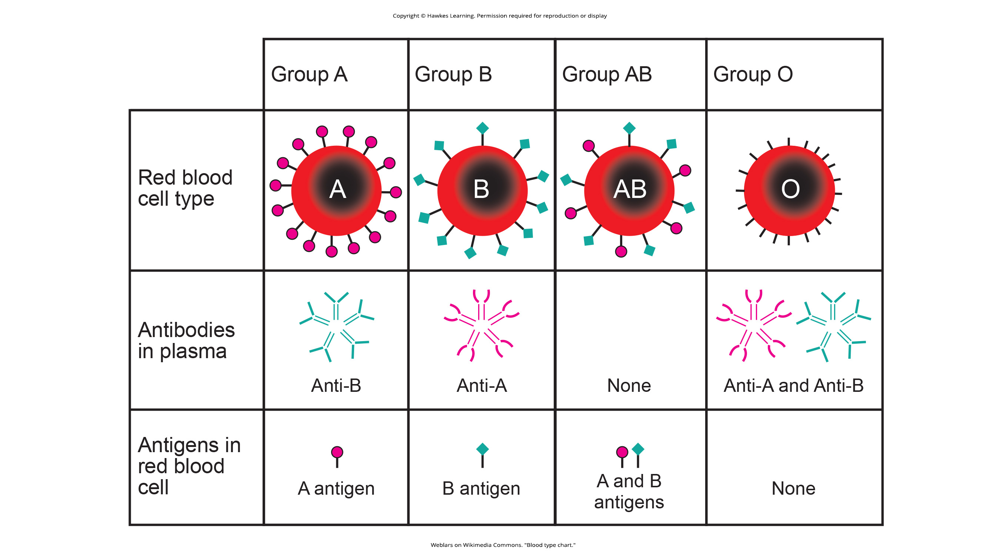 Copyright © Hawkes Learning. Permission required for reproduction or display
Group A
Group B
Group AB
Group O
Red blood
cell type
A
B
AB
O
Antibodies
in plasma
Anti-B
Anti-A
None
Anti-A and Anti-B
Antigens in
red blood
cell
A antigen
B antigen
A and B
antigens
None
Weblars on Wikimedia Commons. "Blood type chart."